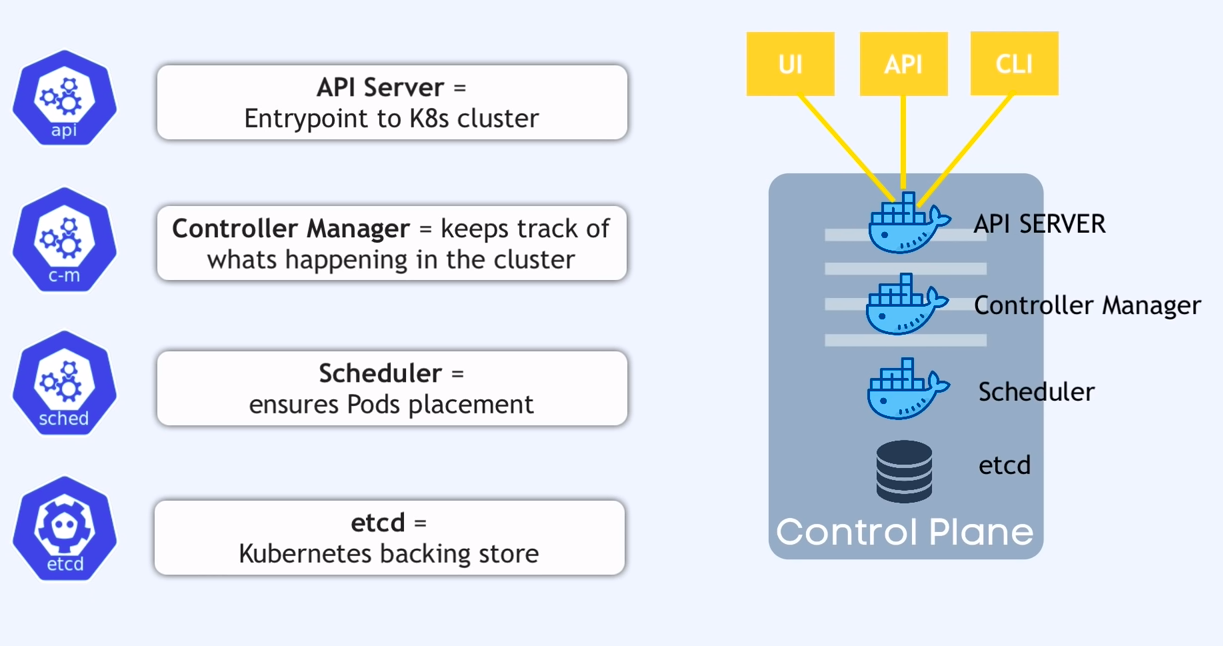 api
API Server =
Entrypoint to K8s cluster
c-m
Controller Manager = keeps track of
whats happening in the cluster
sched
Scheduler =
ensures Pods placement
etcd
etcd =
Kubernetes backing store
UI
API
CLI
API SERVER
Controller Manager
Scheduler
etcd
Control Plane